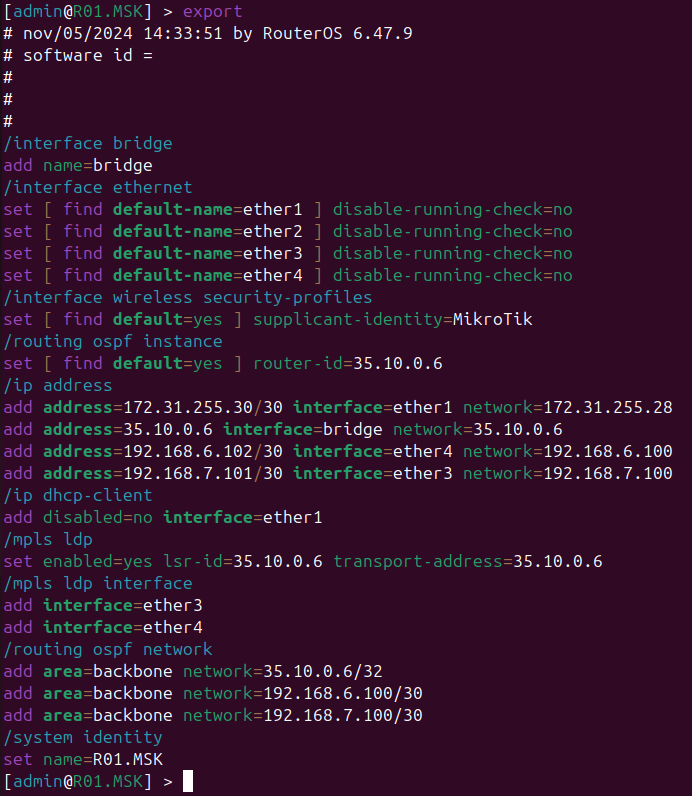 [admin@R01.MSK] > export
# nov/05/2024 14:33:51 by RouterOS 6.47.9
# software id =
#
#
#
/interface bridge
add name=bridge
/interface ethernet
set [ find default-name=ether1 ] disable-running-check=no
set [ find default-name=ether2 ] disable-running-check=no
set [ find default-name=ether3 ] disable-running-check=no
set [ find default-name=ether4 ] disable-running-check=no
/interface wireless security-profiles
set [ find default=yes ] supplicant-identity=MikroTik
/routing ospf instance
set [ find default=yes ] router-id=35.10.0.6
/ip address
add address=172.31.255.30/30 interface=ether1 network=172.31.255.28
add address=35.10.0.6 interface=bridge network=35.10.0.6
add address=192.168.6.102/30 interface=ether4 network=192.168.6.100
add address=192.168.7.101/30 interface=ether3 network=192.168.7.100
/ip dhcp-client
add disabled=no interface=ether1
/mpls ldp
set enabled=yes lsr-id=35.10.0.6 transport-address=35.10.0.6
/mpls ldp interface
add interface=ether3
add interface=ether4
/routing ospf network
add area=backbone network=35.10.0.6/32
add area=backbone network=192.168.6.100/30
add area=backbone network=192.168.7.100/30
/system identity
set name=R01.MSK
[admin@R01.MSK] >